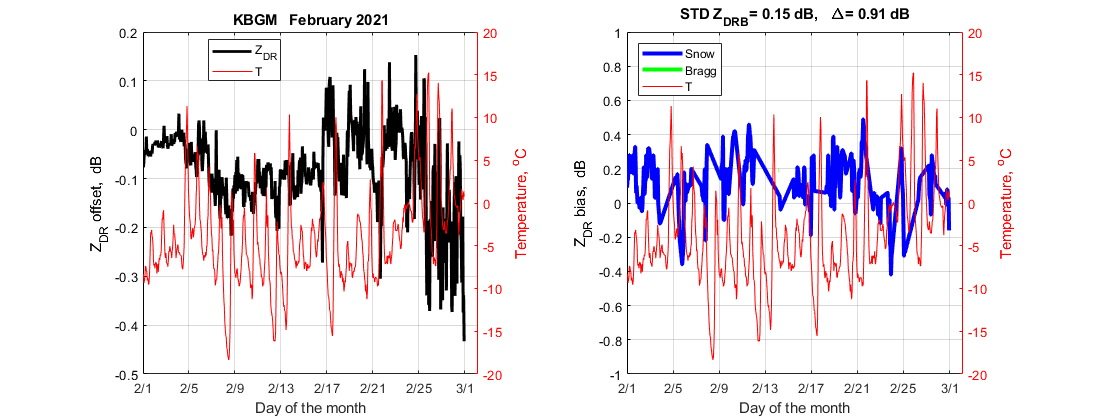 KBGM February 2021
0.2
0.1
0
-0.1
-0.2
-0.3
-0.4
-0.5
Z_DR offset, dB
Z_DR
T
20
15
10
5
0
-5
-10
-15
-20
Temperature, °C
2/1 2/5 2/9 2/13 2/17 2/21 2/25 3/1
Day of the month
STD Z_DRB = 0.15 dB, Δ = 0.91 dB
1
0.8
0.6
0.4
0.2
0
-0.2
-0.4
-0.6
-0.8
-1
Z_DR bias, dB
Snow
Bragg
T
20
15
10
5
0
-5
-10
-15
-20
Temperature, °C
2/1 2/5 2/9 2/13 2/17 2/21 2/25 3/1
Day of the month